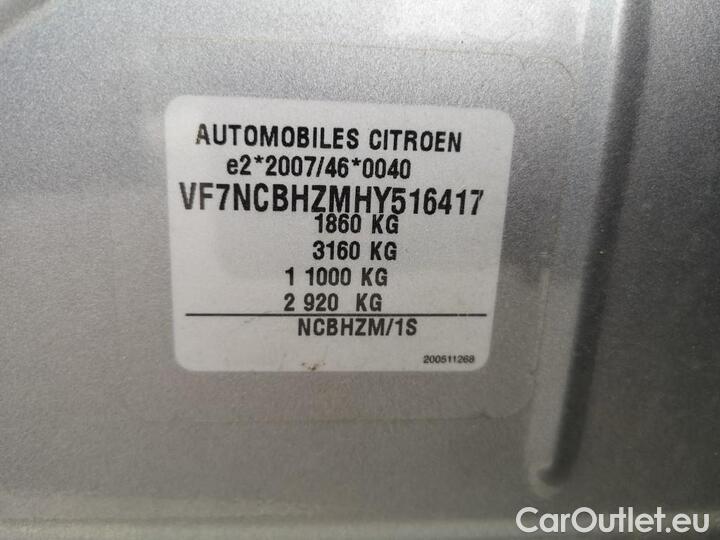 AUTOMOBILES CITROEN
e2*2007/46*0040
VF7NCBHZMHY516417
1860 KG
3160 KG
1 1000 KG
2 920 KG
NCBHZM/1S
200511268
CarOutlet.eu